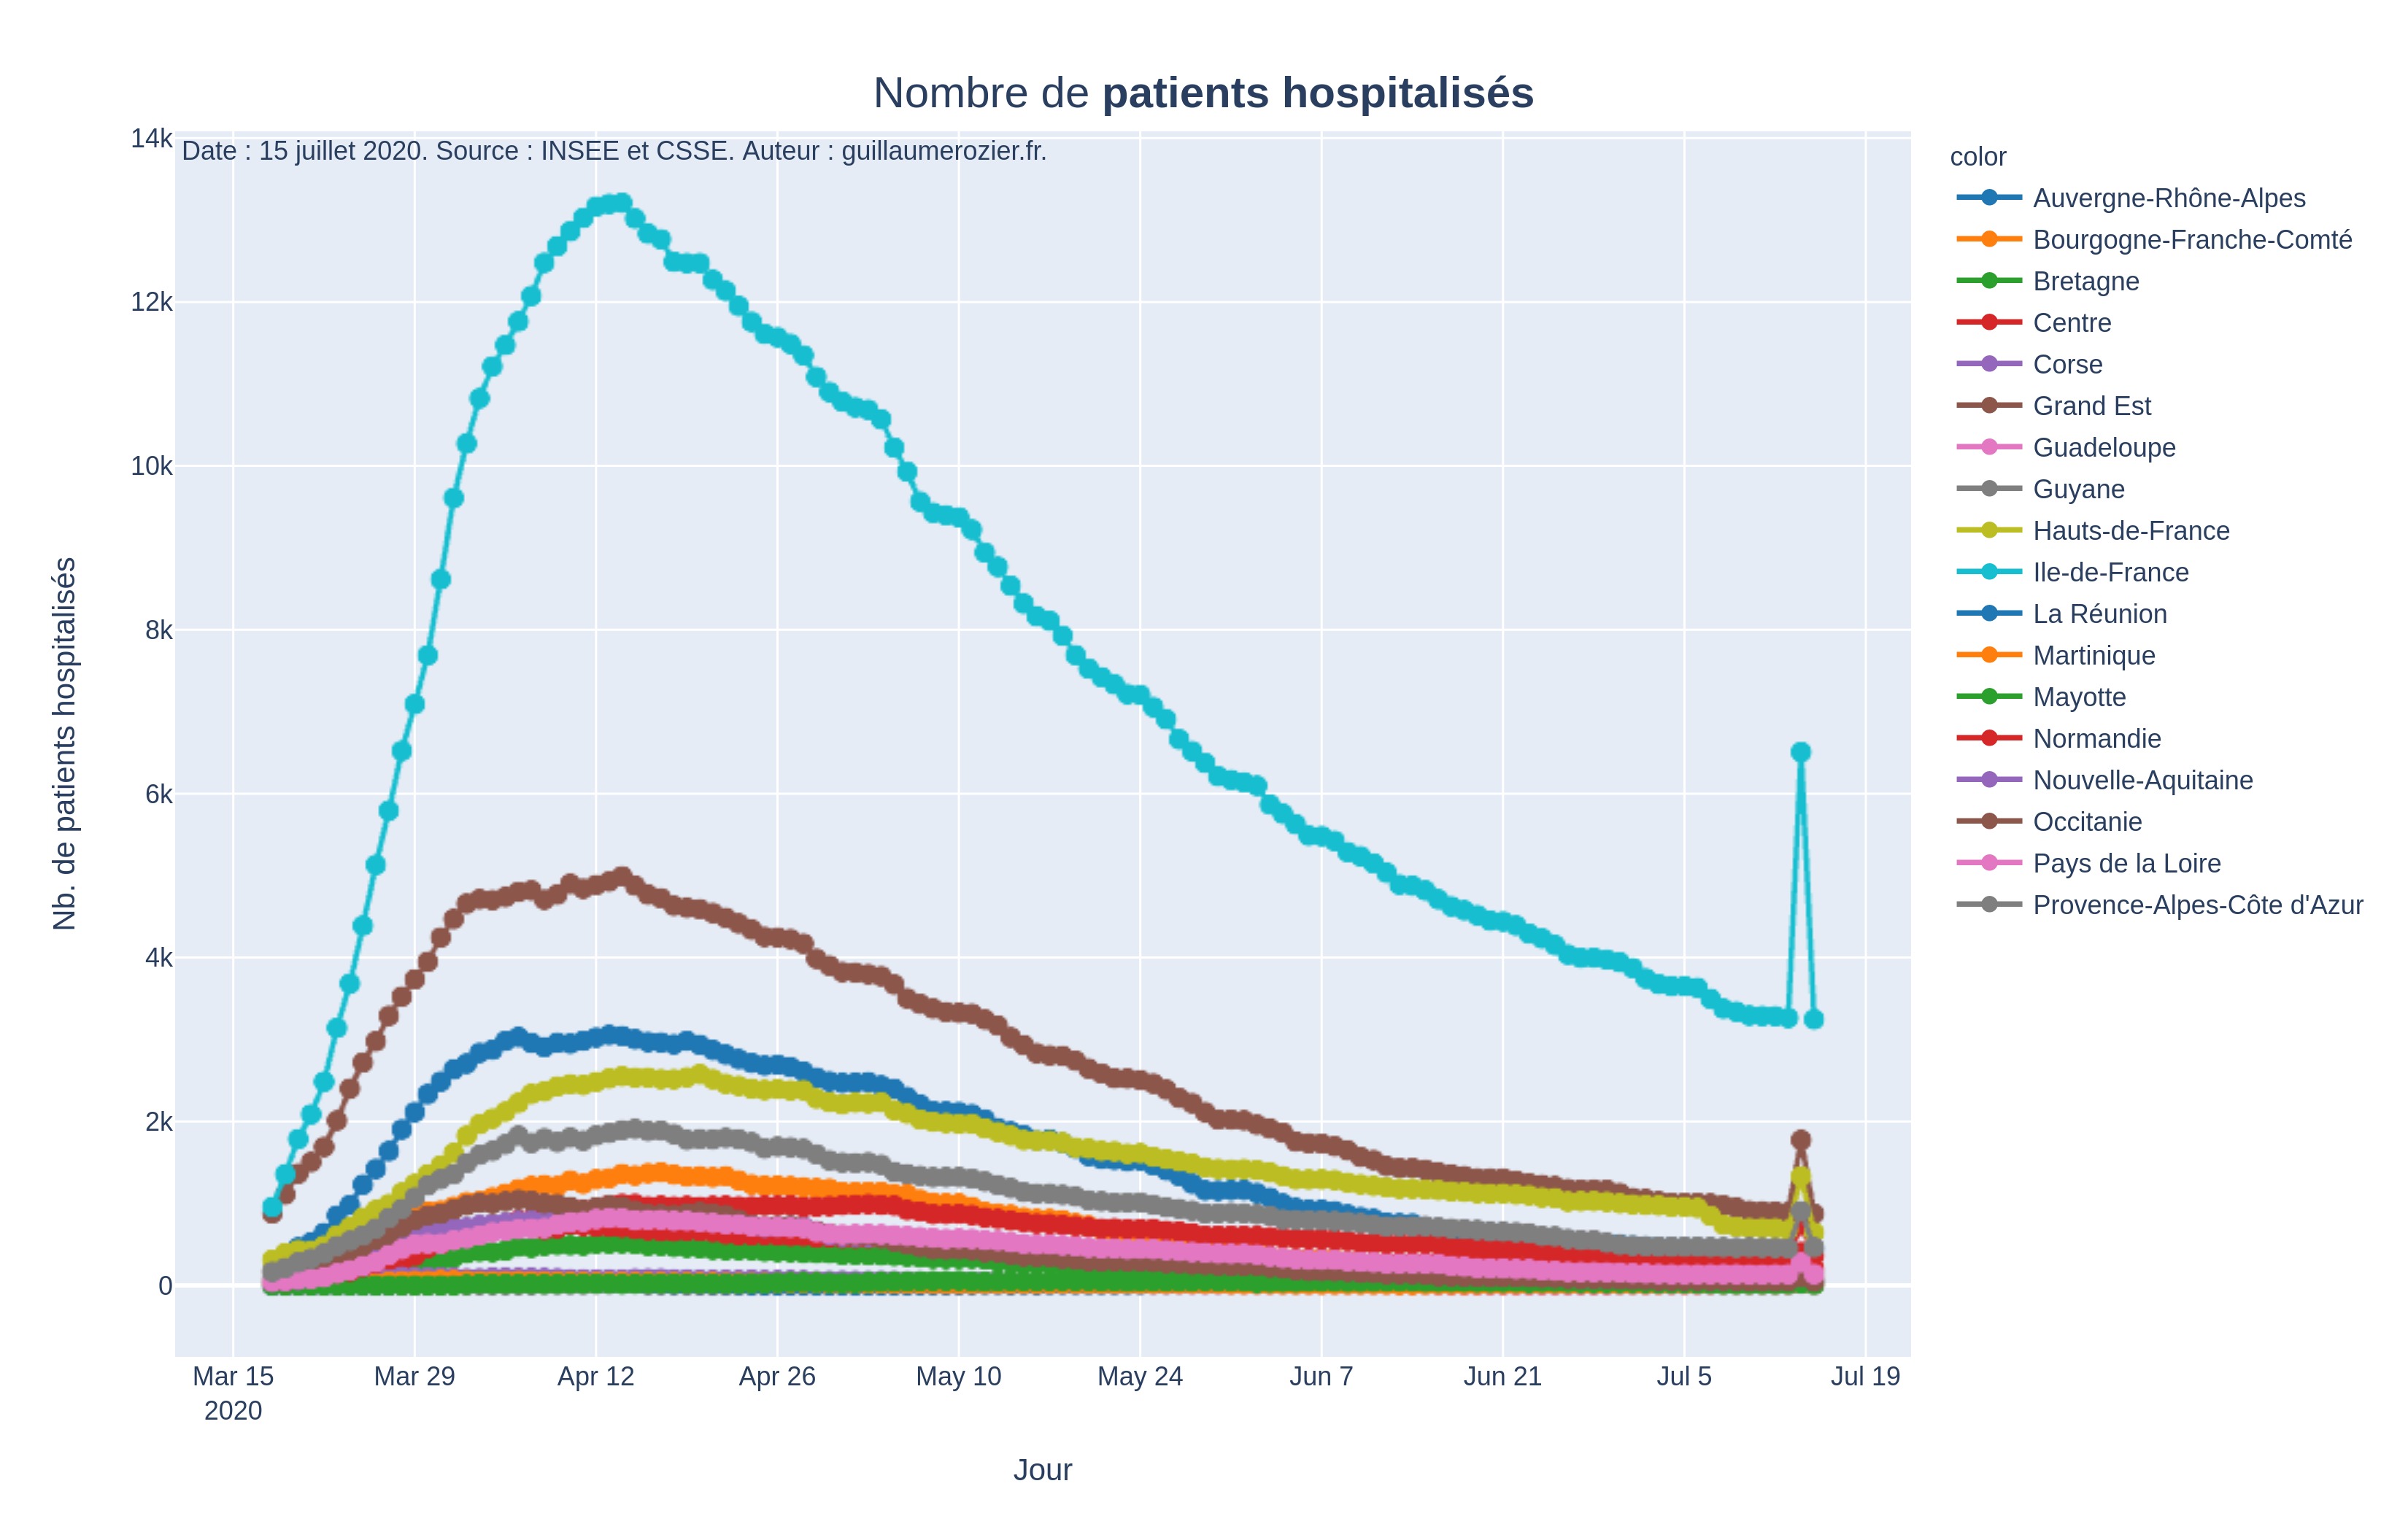 Nombre de patients hospitalisés
Date : 15 juillet 2020. Source : INSEE et CSSE. Auteur : guillaumerozier.fr.
14k
12k
10k
8k
6k
4k
2k
0
Nb. de patients hospitalisés
Mar 15
2020
Mar 29
Apr 12
Apr 26
May 10
May 24
Jun 7
Jun 21
Jul 5
Jul 19
Jour
color
Auvergne-Rhône-Alpes
Bourgogne-Franche-Comté
Bretagne
Centre
Corse
Grand Est
Guadeloupe
Guyane
Hauts-de-France
Ile-de-France
La Réunion
Martinique
Mayotte
Normandie
Nouvelle-Aquitaine
Occitanie
Pays de la Loire
Provence-Alpes-Côte d'Azur